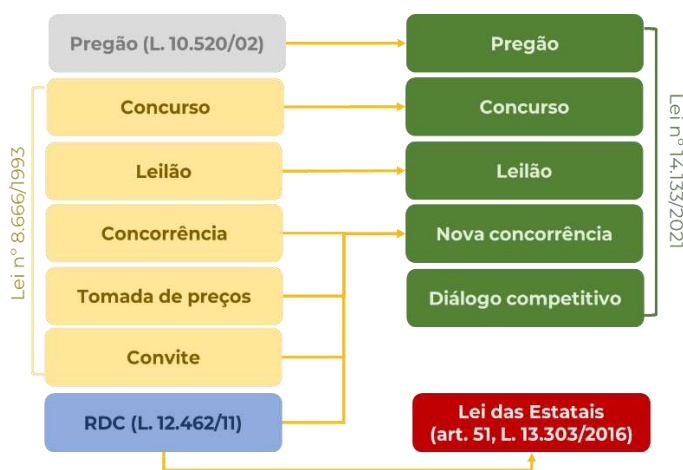 Pregão (L. 10.520/02)
Pregão
Lei nº 8.666/1993
Concurso
Concurso
Leilão
Leilão
Concorrência
Nova concorrência
Tomada de preços
Diálogo competitivo
Convite
Lei nº 14.133/2021
RDC (L. 12.462/11)
Lei das Estatais
(art. 51, L. 13.303/2016)